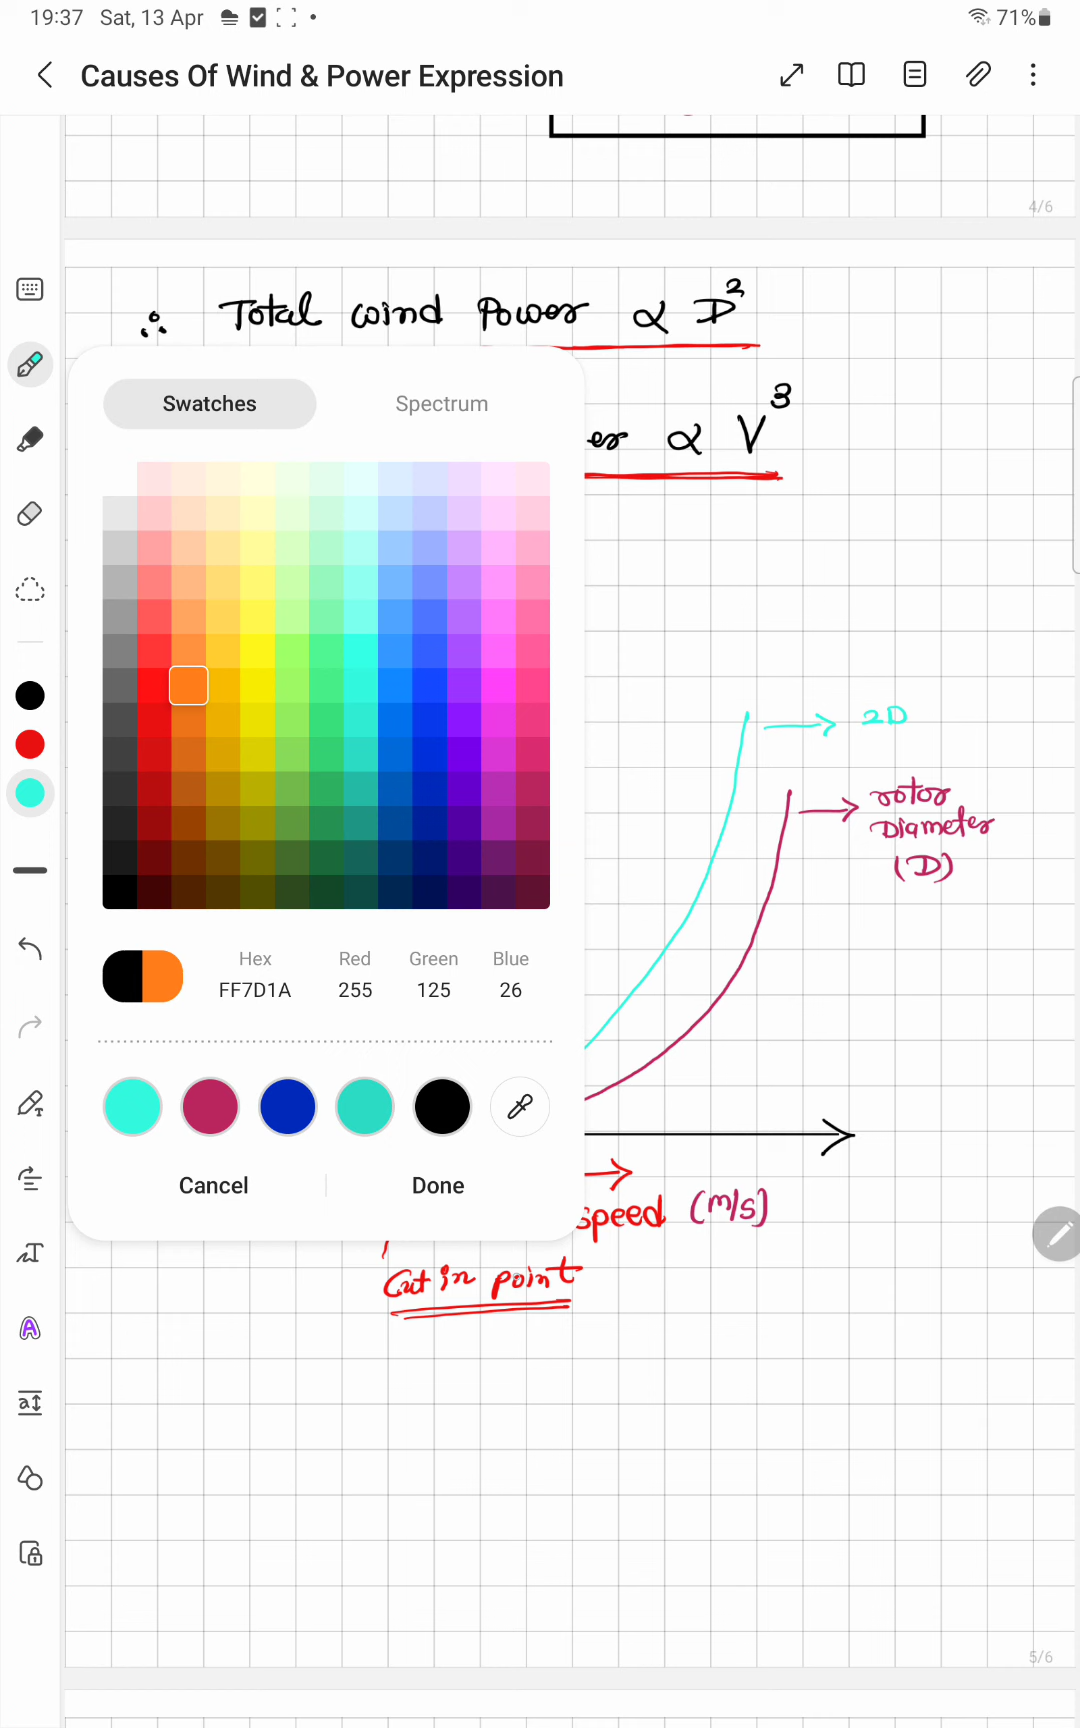 19:37 Sat, 13 Apr 71%
Causes Of Wind & Power Expression
4/6
∴ Total wind Power α D²
er α V³
Swatches Spectrum
2D
rotor
Diameter
(D)
Hex Red Green Blue
FF7D1A 255 125 26
Cancel Done
speed (m/s)
Cut in point
5/6